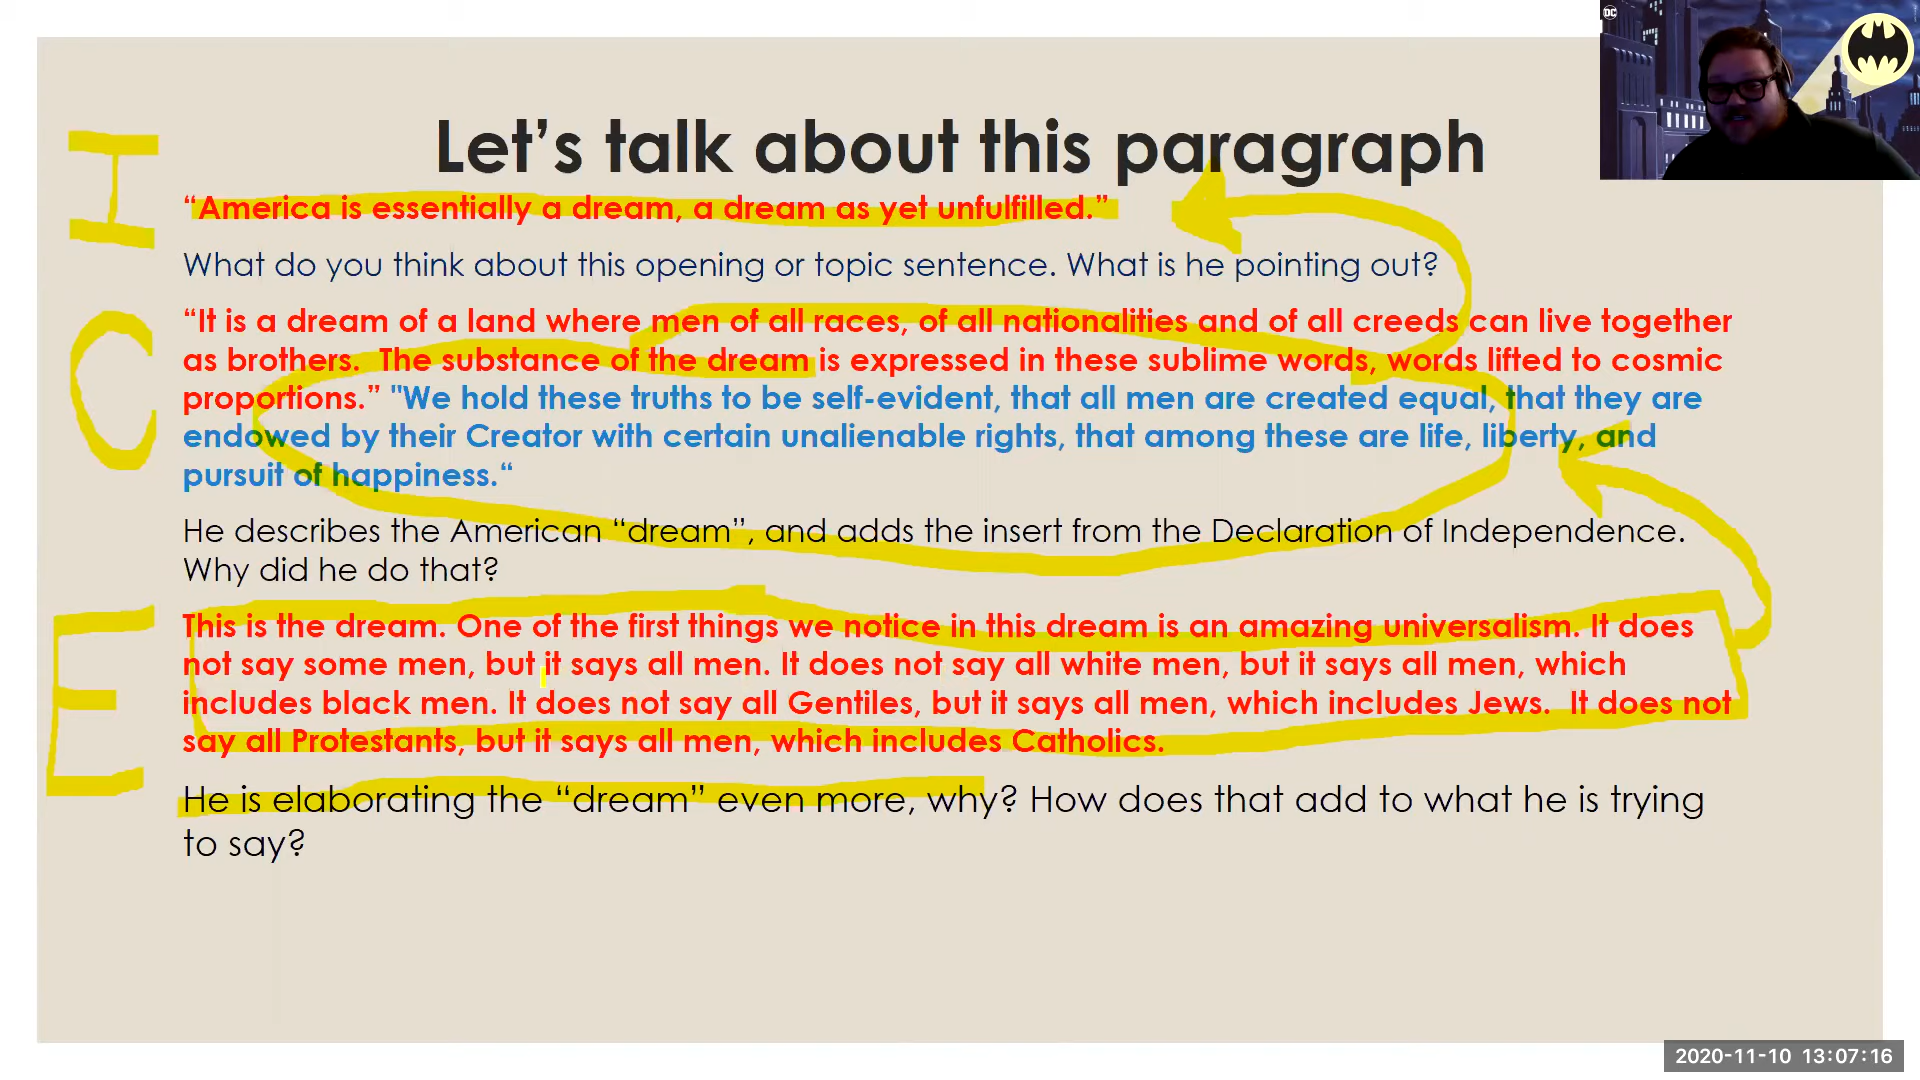 DC
Let’s talk about this paragraph
“America is essentially a dream, a dream as yet unfulfilled.”
What do you think about this opening or topic sentence. What is he pointing out?
“It is a dream of a land where men of all races, of all nationalities and of all creeds can live together
as brothers.  The substance of the dream is expressed in these sublime words, words lifted to cosmic
proportions.” "We hold these truths to be self-evident, that all men are created equal, that they are
endowed by their Creator with certain unalienable rights, that among these are life, liberty, and
pursuit of happiness.“
He describes the American “dream”, and adds the insert from the Declaration of Independence.
Why did he do that?
This is the dream. One of the first things we notice in this dream is an amazing universalism. It does
not say some men, but it says all men. It does not say all white men, but it says all men, which
includes black men. It does not say all Gentiles, but it says all men, which includes Jews.  It does not
say all Protestants, but it says all men, which includes Catholics.
He is elaborating the “dream” even more, why? How does that add to what he is trying
to say?
I
C
E
2020-11-10 13:07:16